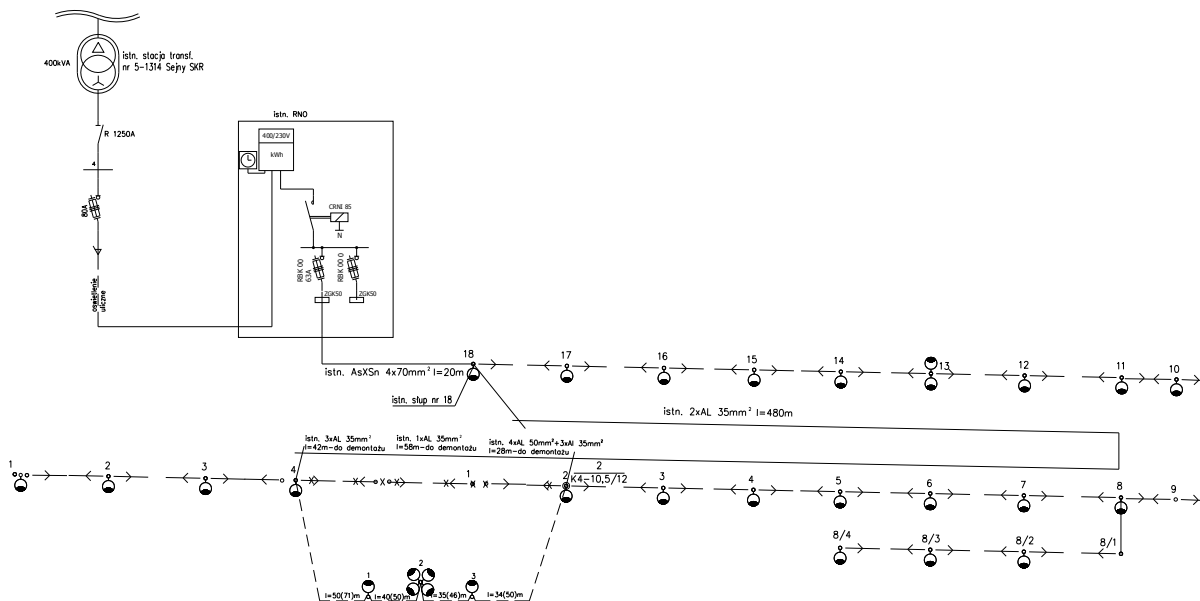 400kVA
istn. stacja transf.
nr 5-1314 Sejny SKR
R 1250A
4
80A
oświetlenie
uliczne
istn. RNO
400/230V
kWh
CRNI 85
N
RBK 00
63A
RBK 00 0
ZGK50
ZGK50
18
17
16
15
14
13
12
11
10
istn. AsXSn 4x70mm² l=20m
istn. słup nr 18
istn. 2xAL 35mm² l=480m
istn. 3xAL 35mm²
l=42m-do demontażu
istn. 1xAL 35mm²
l=58m-do demontażu
istn. 4xAL 50mm²+3xAl 35mm²
l=28m-do demontażu
1
2
3
4
1
2
2
K4-10,5/12
3
4
5
6
7
8
9
8/4
8/3
8/2
8/1
1
2
3
l=50(71)m
l=40(50)m
l=35(46)m
l=34(50)m